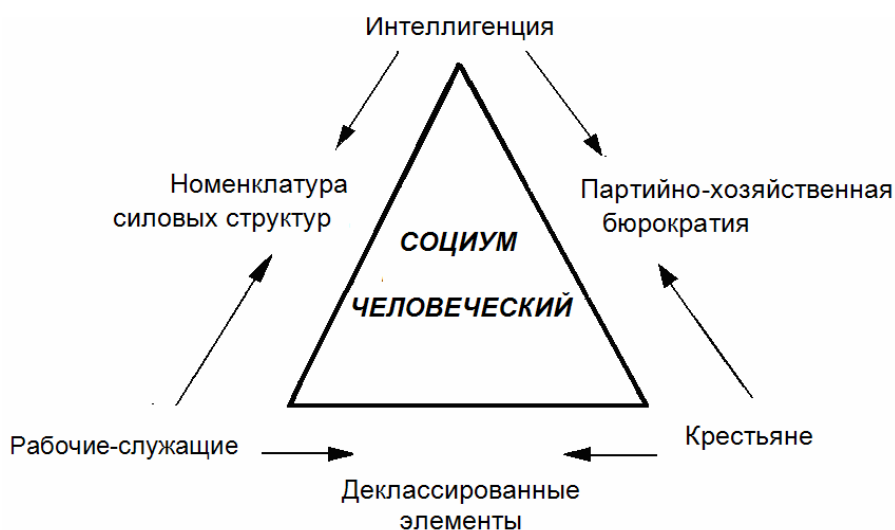 Интеллигенция
Номенклатура
силовых структур
Партийно-хозяйственная
бюрократия
СОЦИУМ
ЧЕЛОВЕЧЕСКИЙ
Рабочие-служащие
Крестьяне
Деклассированные
элементы